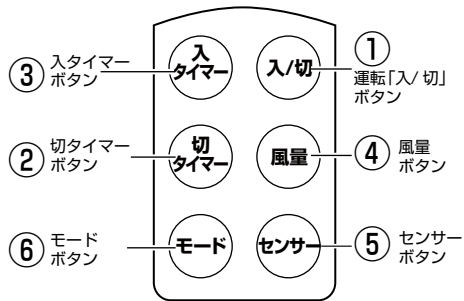 ③ 入タイマー
ボタン
入
タイマー
入/切
①
運転「入/ 切」
ボタン
② 切タイマー
ボタン
切
タイマー
風量
④ 風量
ボタン
⑥ モード
ボタン
モード
センサー
⑤ センサー
ボタン